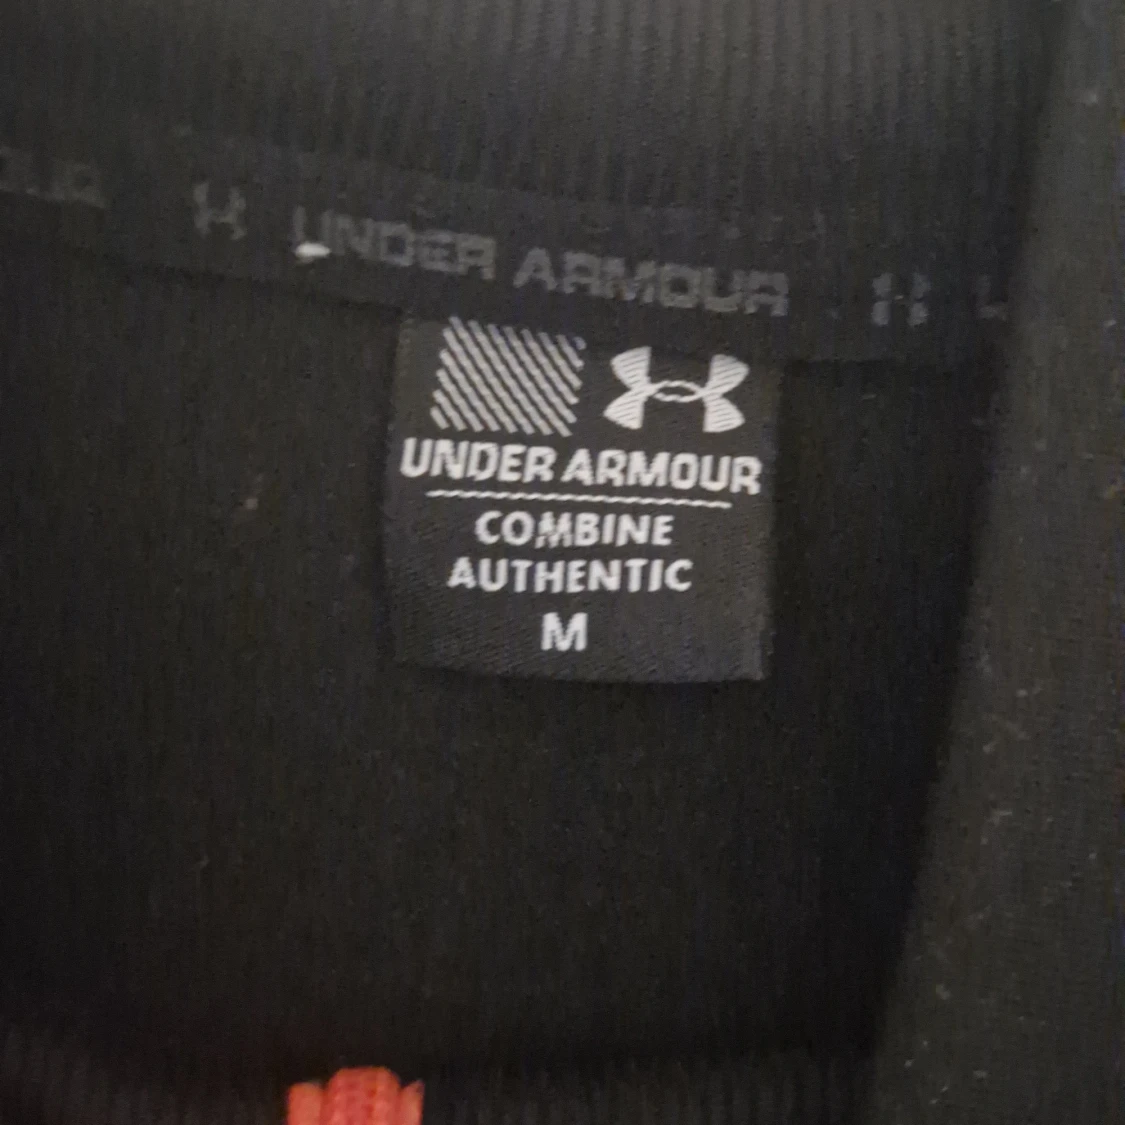 UNDER ARMOUR
UNDER ARMOUR
COMBINE
AUTHENTIC
M